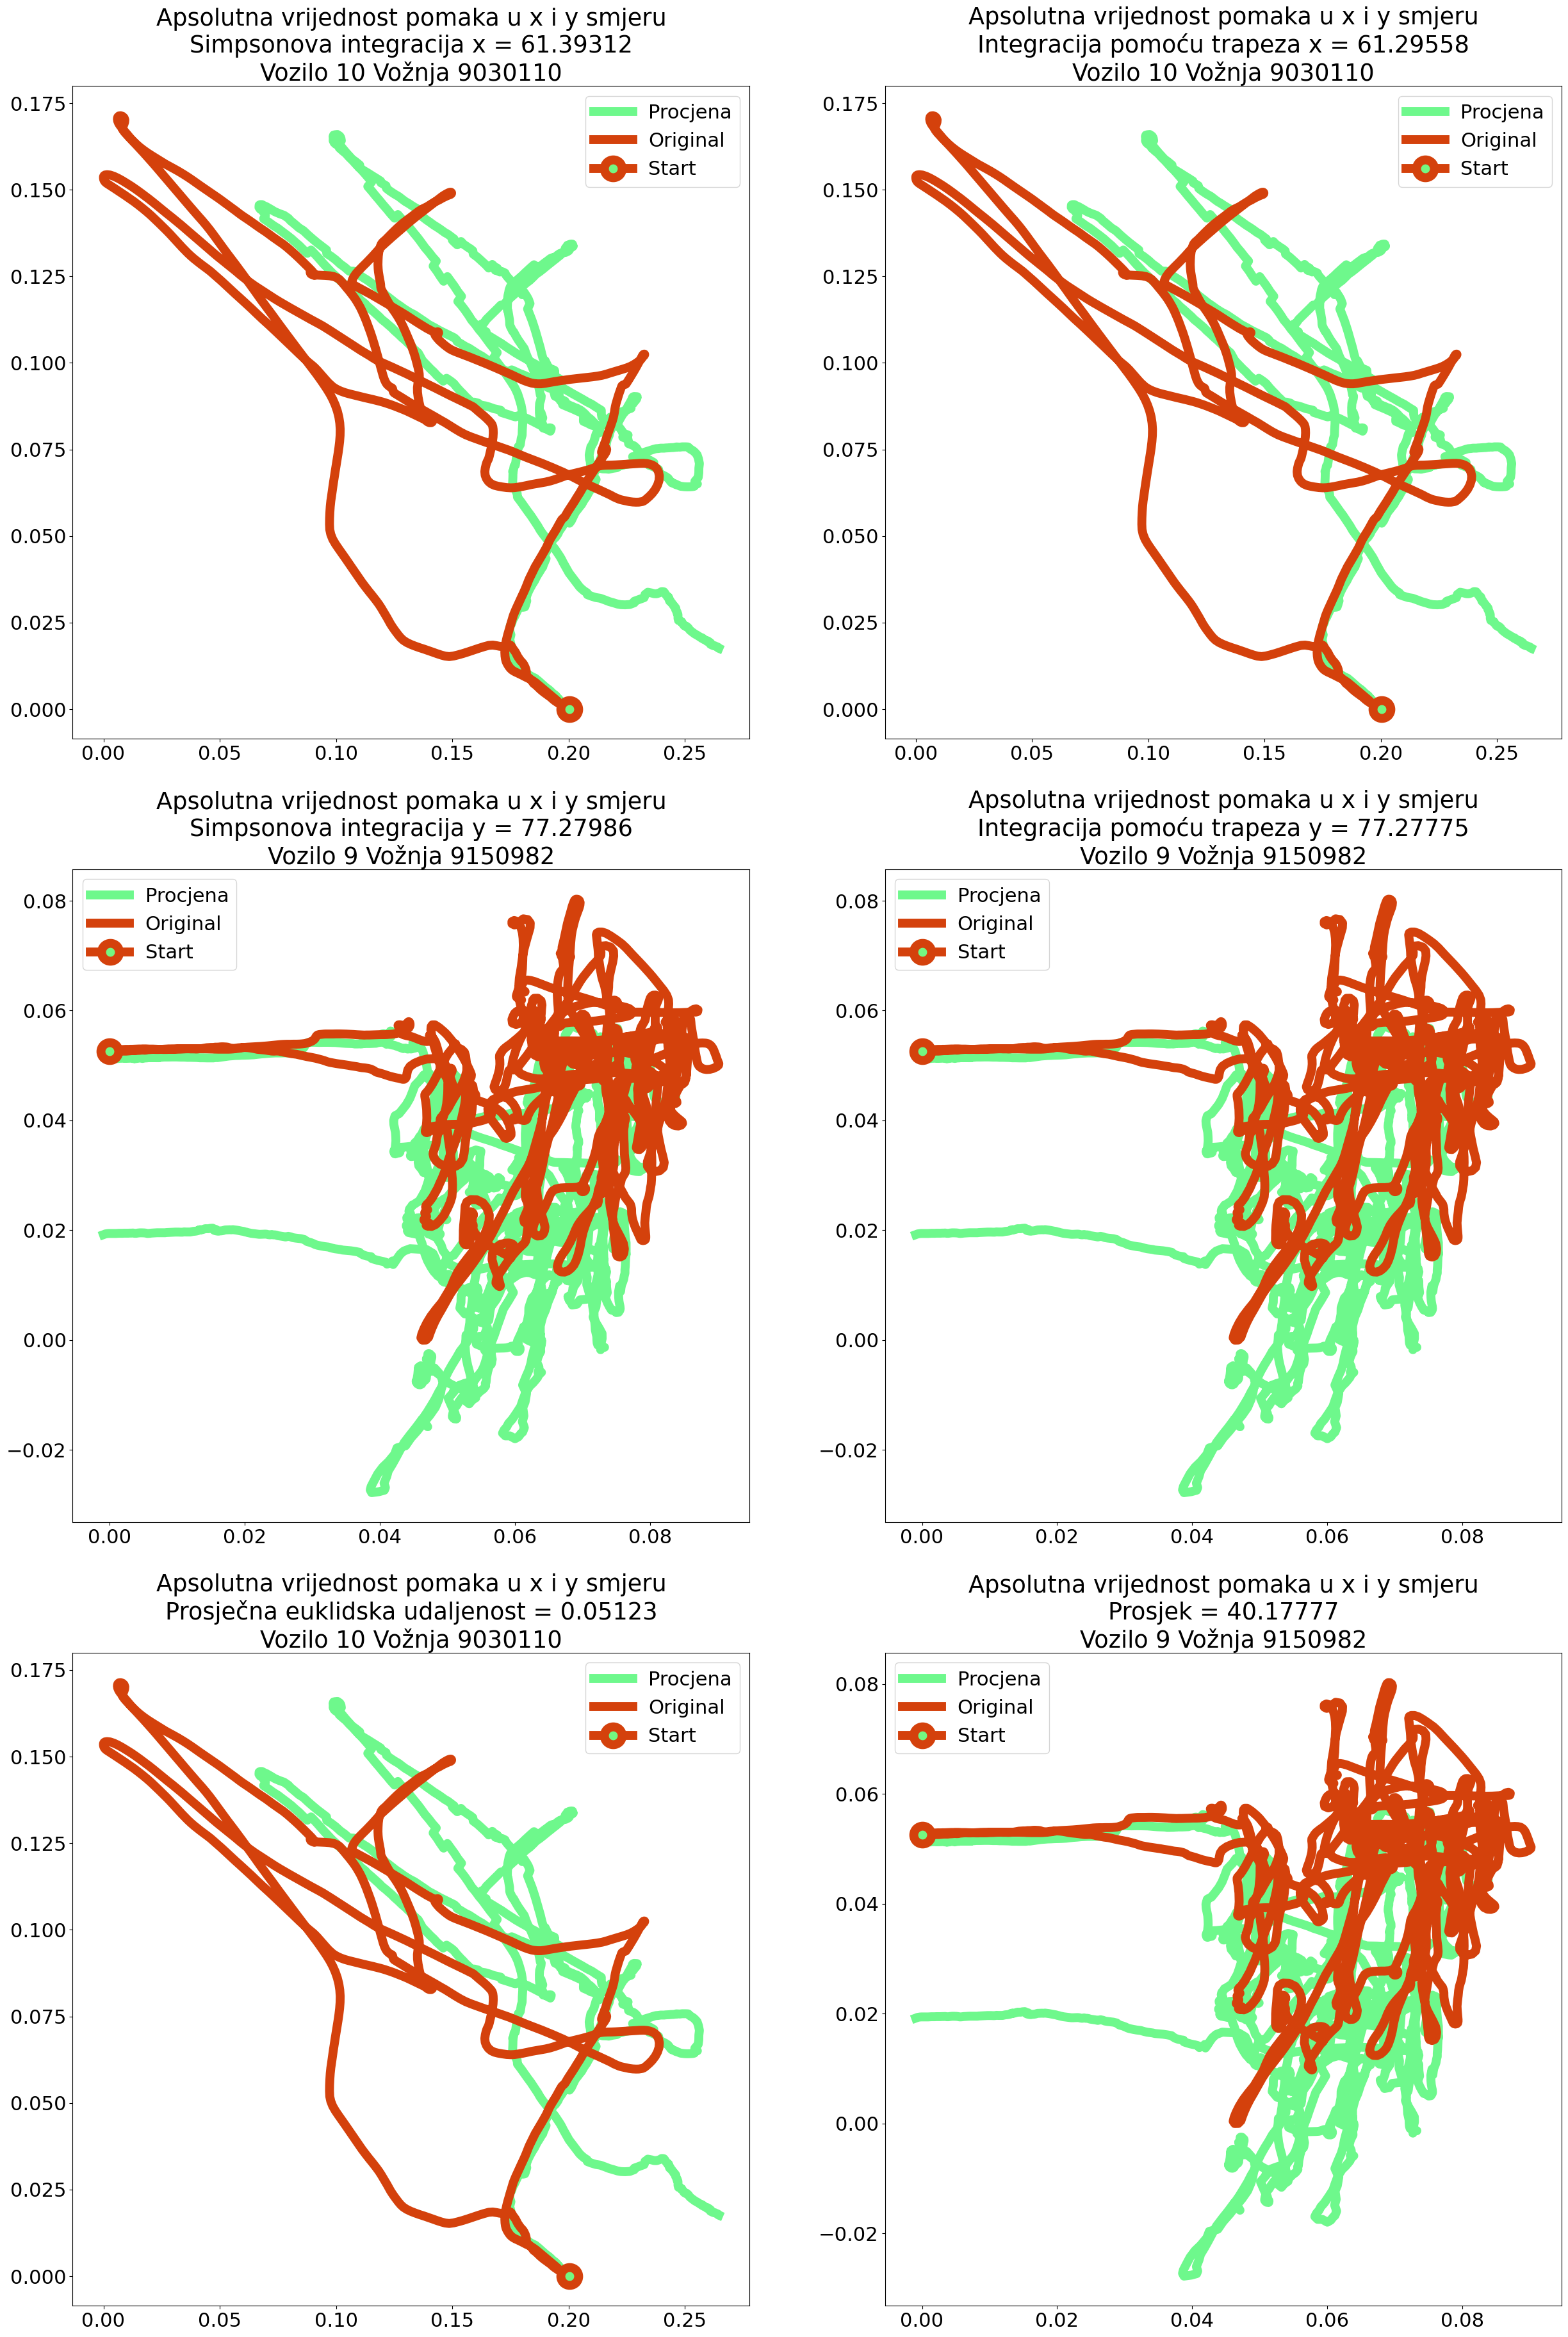 Apsolutna vrijednost pomaka u x i y smjeru
Simpsonova integracija x = 61.39312
Vozilo 10 Vožnja 9030110
0.175
0.150
0.125
0.100
0.075
0.050
0.025
0.000
0.00 0.05 0.10 0.15 0.20 0.25
Procjena
Original
Start
Apsolutna vrijednost pomaka u x i y smjeru
Integracija pomoću trapeza x = 61.29558
Vozilo 10 Vožnja 9030110
0.175
0.150
0.125
0.100
0.075
0.050
0.025
0.000
0.00 0.05 0.10 0.15 0.20 0.25
Procjena
Original
Start
Apsolutna vrijednost pomaka u x i y smjeru
Simpsonova integracija y = 77.27986
Vozilo 9 Vožnja 9150982
0.08
0.06
0.04
0.02
0.00
−0.02
0.00 0.02 0.04 0.06 0.08
Procjena
Original
Start
Apsolutna vrijednost pomaka u x i y smjeru
Integracija pomoću trapeza y = 77.27775
Vozilo 9 Vožnja 9150982
0.08
0.06
0.04
0.02
0.00
−0.02
0.00 0.02 0.04 0.06 0.08
Procjena
Original
Start
Apsolutna vrijednost pomaka u x i y smjeru
Prosječna euklidska udaljenost = 0.05123
Vozilo 10 Vožnja 9030110
0.175
0.150
0.125
0.100
0.075
0.050
0.025
0.000
0.00 0.05 0.10 0.15 0.20 0.25
Procjena
Original
Start
Apsolutna vrijednost pomaka u x i y smjeru
Prosjek = 40.17777
Vozilo 9 Vožnja 9150982
0.08
0.06
0.04
0.02
0.00
−0.02
0.00 0.02 0.04 0.06 0.08
Procjena
Original
Start